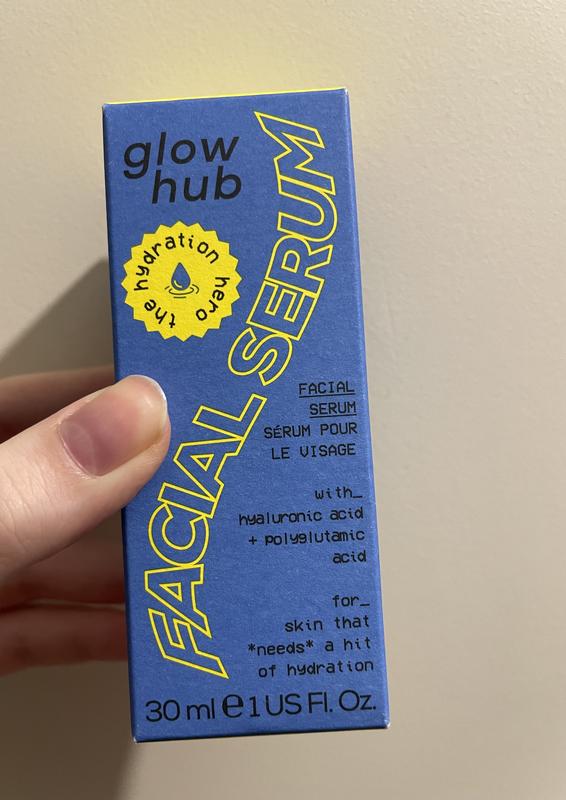 glow
hub
the hydration hero
FACIAL SERUM
FACIAL
SERUM
SÉRUM POUR
LE VISAGE
with_
hyaluronic acid
+ polyglutamic
acid
for_
skin that
*needs* a hit
of hydration
30 ml ℮ 1 US Fl. Oz.